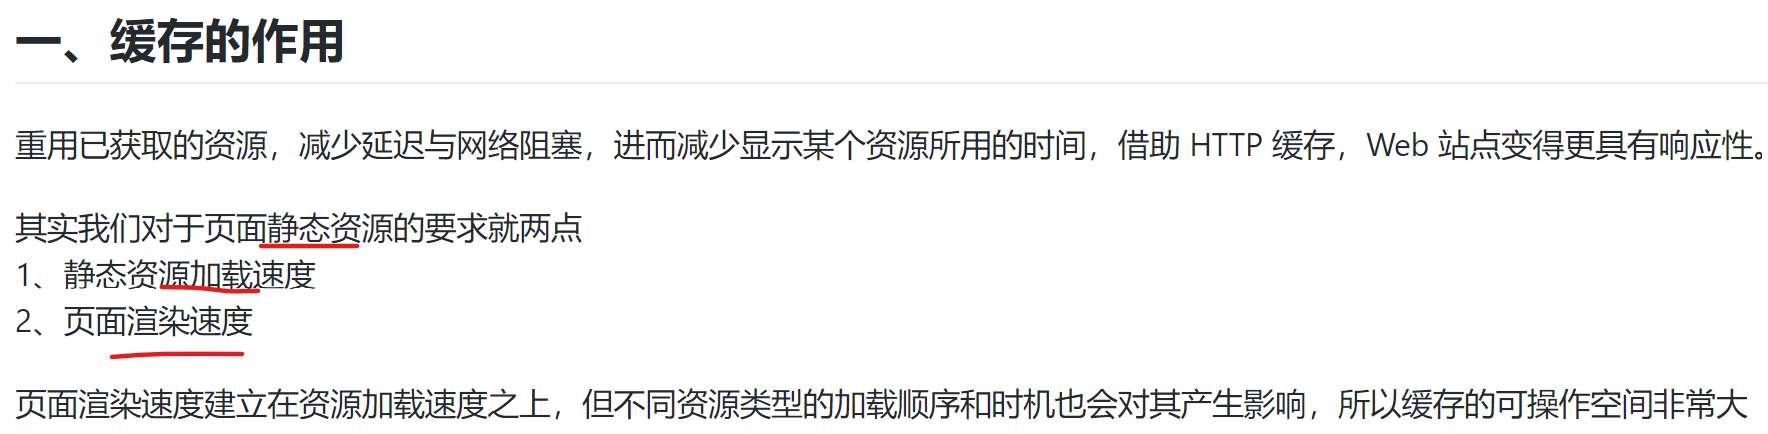 一、缓存的作用
重用已获取的资源，减少延迟与网络阻塞，进而减少显示某个资源所用的时间，借助 HTTP 缓存，Web 站点变得更具有响应性。
其实我们对于页面静态资源的要求就两点
1、静态资源加载速度
2、页面渲染速度
页面渲染速度建立在资源加载速度之上，但不同资源类型的加载顺序和时机也会对其产生影响，所以缓存的可操作空间非常大